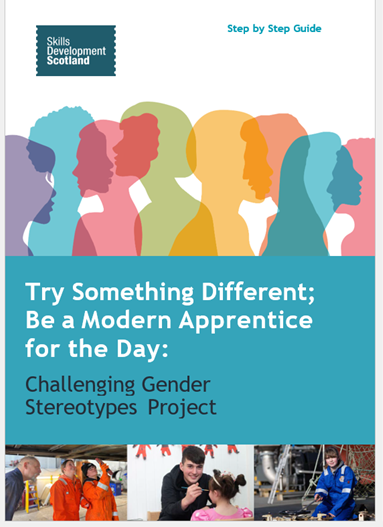 Skills
Development
Scotland
Step by Step Guide
Try Something Different;
Be a Modern Apprentice
for the Day:
Challenging Gender
Stereotypes Project